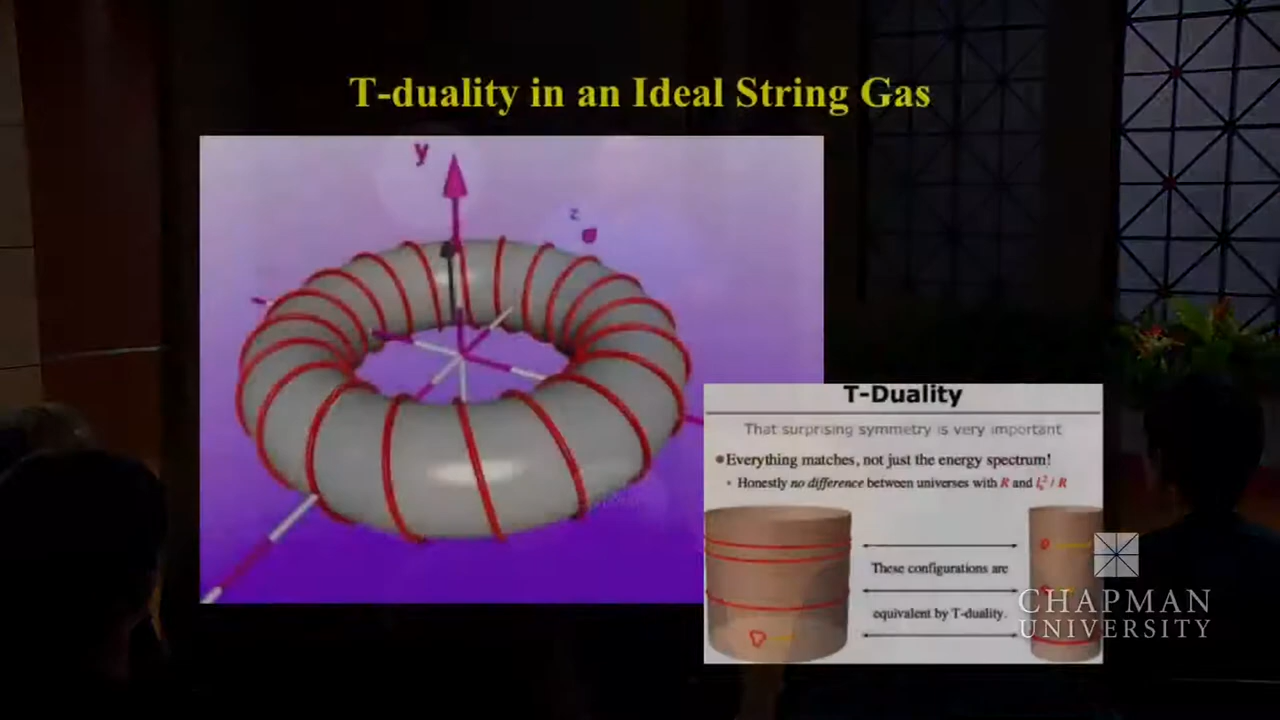 T-duality in an Ideal String Gas
y
z
T-Duality
That surprising symmetry is very important
Everything matches, not just the energy spectrum!
Honestly no difference between universes with R and lₛ² / R
These configurations are
equivalent by T-duality.
CHAPMAN
UNIVERSITY